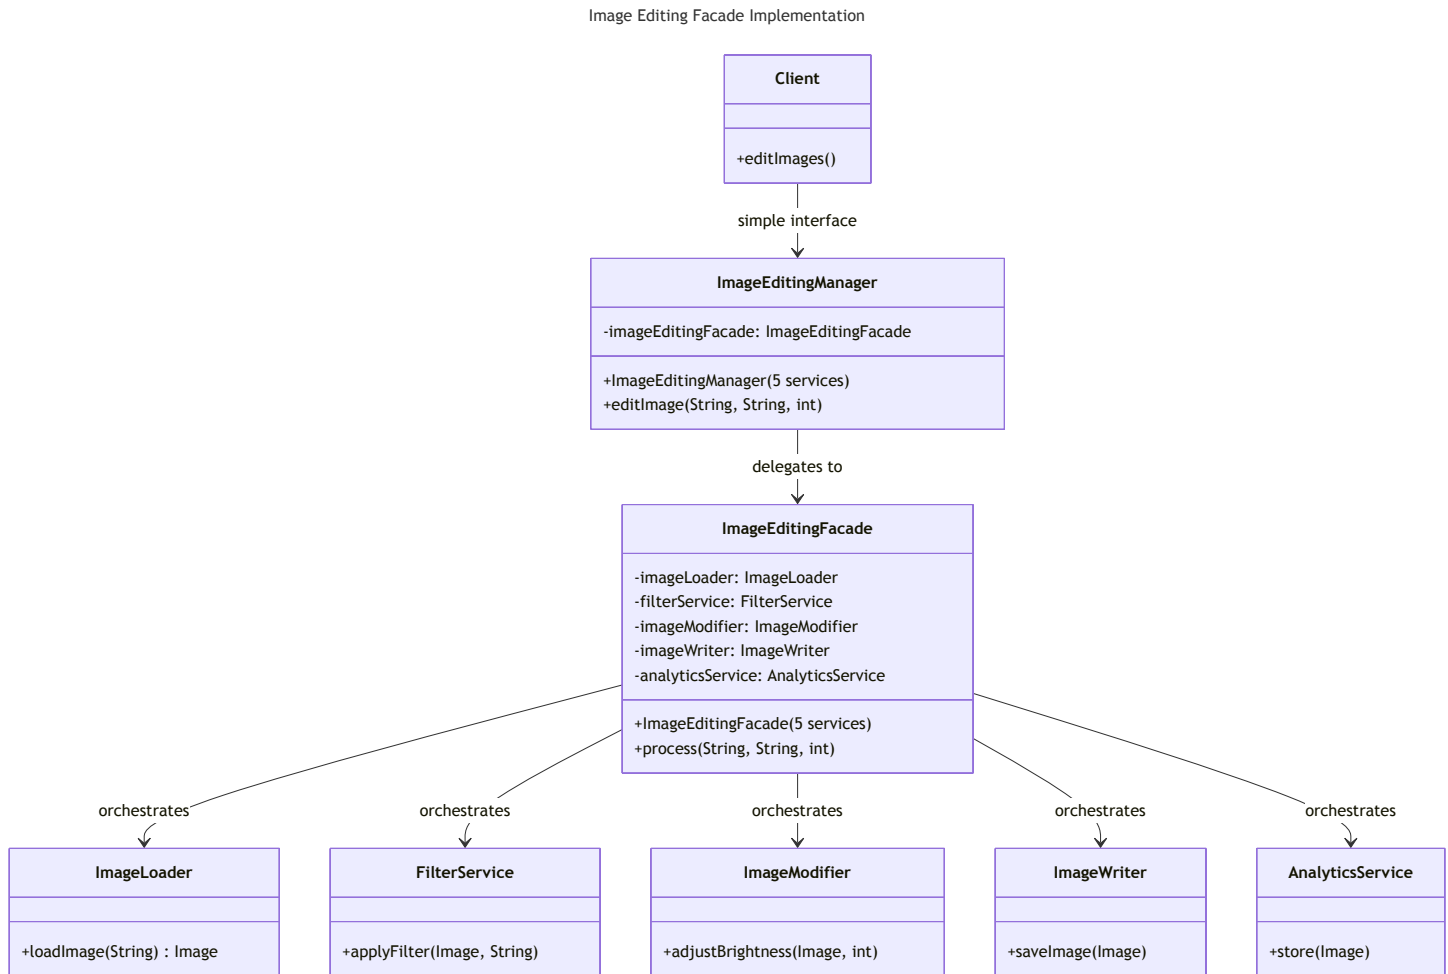 Image Editing Facade Implementation
Client
+editImages()
simple interface
ImageEditingManager
-imageEditingFacade: ImageEditingFacade
+ImageEditingManager(5 services)
+editImage(String, String, int)
delegates to
ImageEditingFacade
-imageLoader: ImageLoader
-filterService: FilterService
-imageModifier: ImageModifier
-imageWriter: ImageWriter
-analyticsService: AnalyticsService
+ImageEditingFacade(5 services)
+process(String, String, int)
orchestrates
orchestrates
orchestrates
orchestrates
orchestrates
ImageLoader
+loadImage(String) : Image
FilterService
+applyFilter(Image, String)
ImageModifier
+adjustBrightness(Image, int)
ImageWriter
+saveImage(Image)
AnalyticsService
+store(Image)